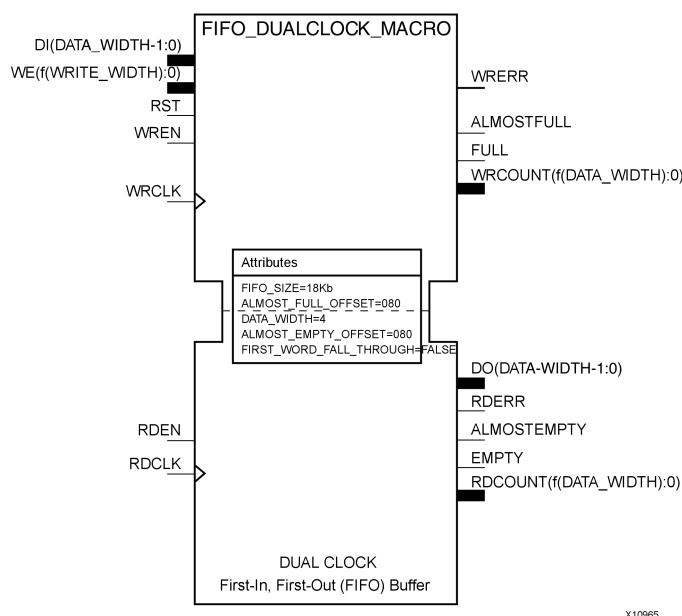 FIFO_DUALCLOCK_MACRO
DI(DATA_WIDTH-1:0)
WE(f(WRITE_WIDTH):0)
RST
WREN
WRCLK
WRERR
ALMOSTFULL
FULL
WRCOUNT(f(DATA_WIDTH):0)
Attributes
FIFO_SIZE=18Kb
ALMOST_FULL_OFFSET=080
DATA_WIDTH=4
ALMOST_EMPTY_OFFSET=080
FIRST_WORD_FALL_THROUGH=FALSE
RDEN
RDCLK
DO(DATA-WIDTH-1:0)
RDERR
ALMOSTEMPTY
EMPTY
RDCOUNT(f(DATA_WIDTH):0)
DUAL CLOCK
First-In, First-Out (FIFO) Buffer
X10965